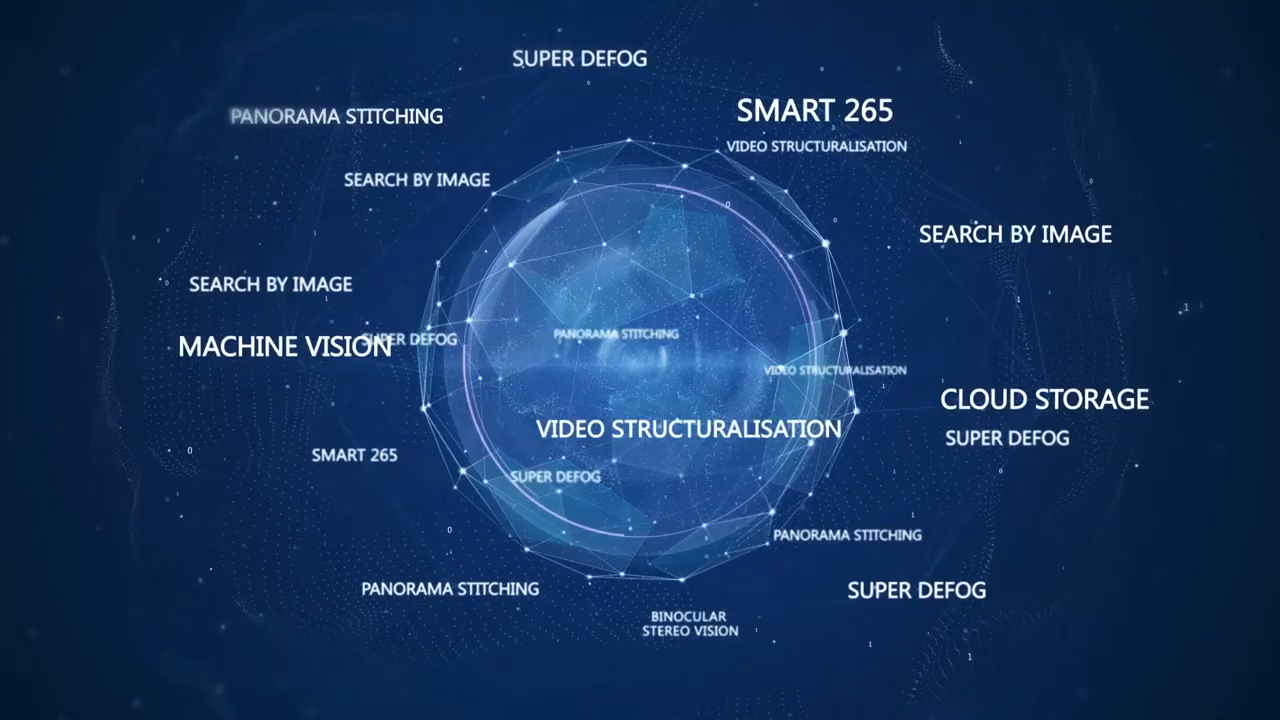 SUPER DEFOG
SMART 265
PANORAMA STITCHING
VIDEO STRUCTURALISATION
SEARCH BY IMAGE
SEARCH BY IMAGE
SEARCH BY IMAGE
PANORAMA STITCHING
SUPER DEFOG
MACHINE VISION
VIDEO STRUCTURALISATION
CLOUD STORAGE
VIDEO STRUCTURALISATION
SUPER DEFOG
SMART 265
SUPER DEFOG
PANORAMA STITCHING
PANORAMA STITCHING
SUPER DEFOG
BINOCULAR
STEREO VISION